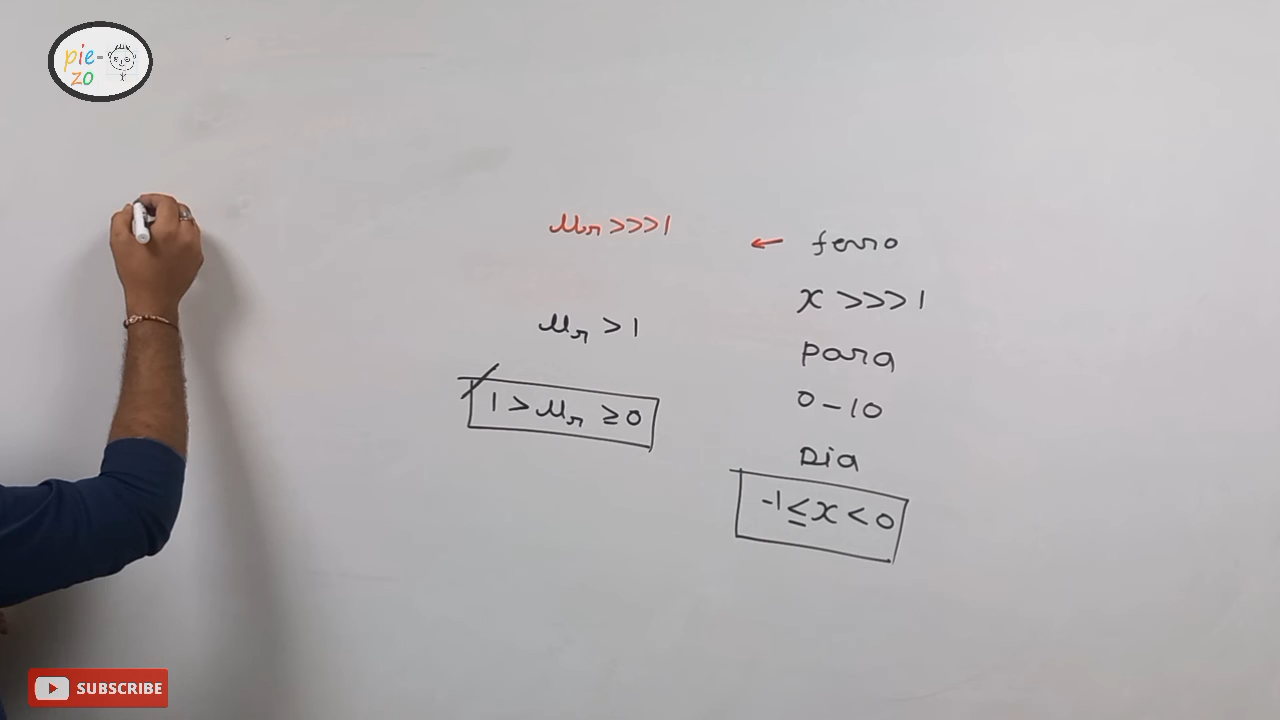 pie-
zo
μr >>> 1
← ferro
x >>> 1
μr > 1
para
0 - 10
1 > μr ≥ 0
Dia
-1 ≤ x < 0
SUBSCRIBE